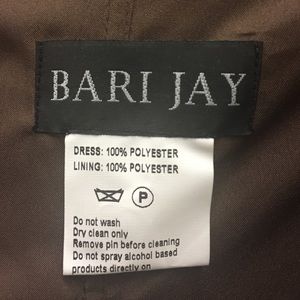 BARI JAY
DRESS: 100% POLYESTER
LINING: 100% POLYESTER
P
Do not wash
Dry clean only
Remove pin before cleaning
Do not spray alcohol based
products directly on